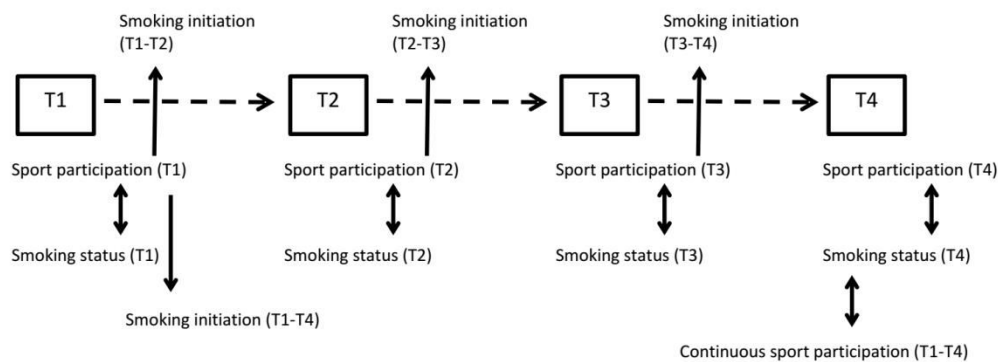 Smoking initiation
(T1-T2)
Smoking initiation
(T2-T3)
Smoking initiation
(T3-T4)
T1
T2
T3
T4
Sport participation (T1)
Sport participation (T2)
Sport participation (T3)
Sport participation (T4)
Smoking status (T1)
Smoking status (T2)
Smoking status (T3)
Smoking status (T4)
Smoking initiation (T1-T4)
Continuous sport participation (T1-T4)